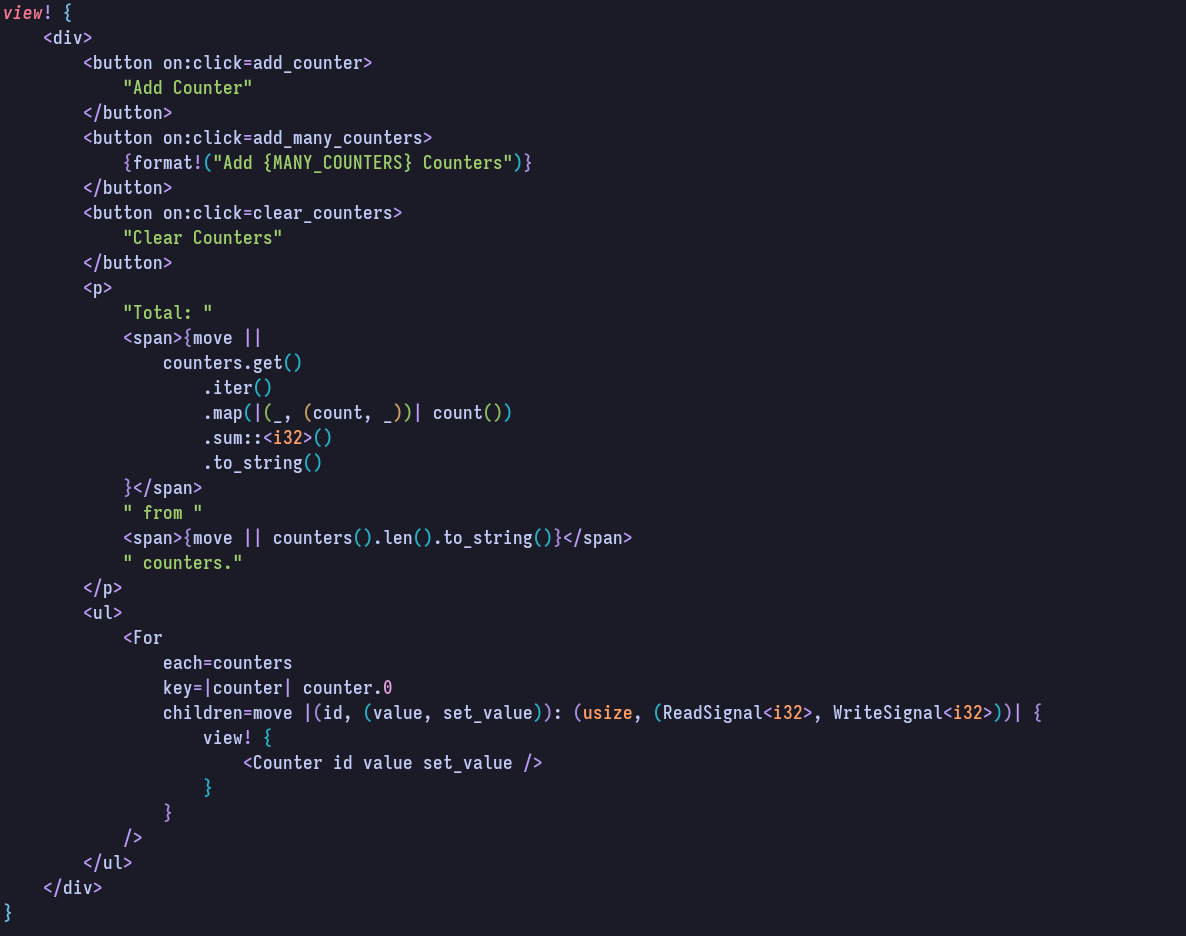 view! {
    <div>
        <button on:click=add_counter>
            "Add Counter"
        </button>
        <button on:click=add_many_counters>
            {format!("Add {MANY_COUNTERS} Counters")}
        </button>
        <button on:click=clear_counters>
            "Clear Counters"
        </button>
        <p>
            "Total: "
            <span>{move ||
                counters.get()
                    .iter()
                    .map(|(_, (count, _))| count())
                    .sum::<i32>()
                    .to_string()
            }</span>
            " from "
            <span>{move || counters().len().to_string()}</span>
            " counters."
        </p>
        <ul>
            <For
                each=counters
                key=|counter| counter.0
                children=move |(id, (value, set_value)): (usize, (ReadSignal<i32>, WriteSignal<i32>))| {
                    view! {
                        <Counter id value set_value />
                    }
                }
            />
        </ul>
    </div>
}